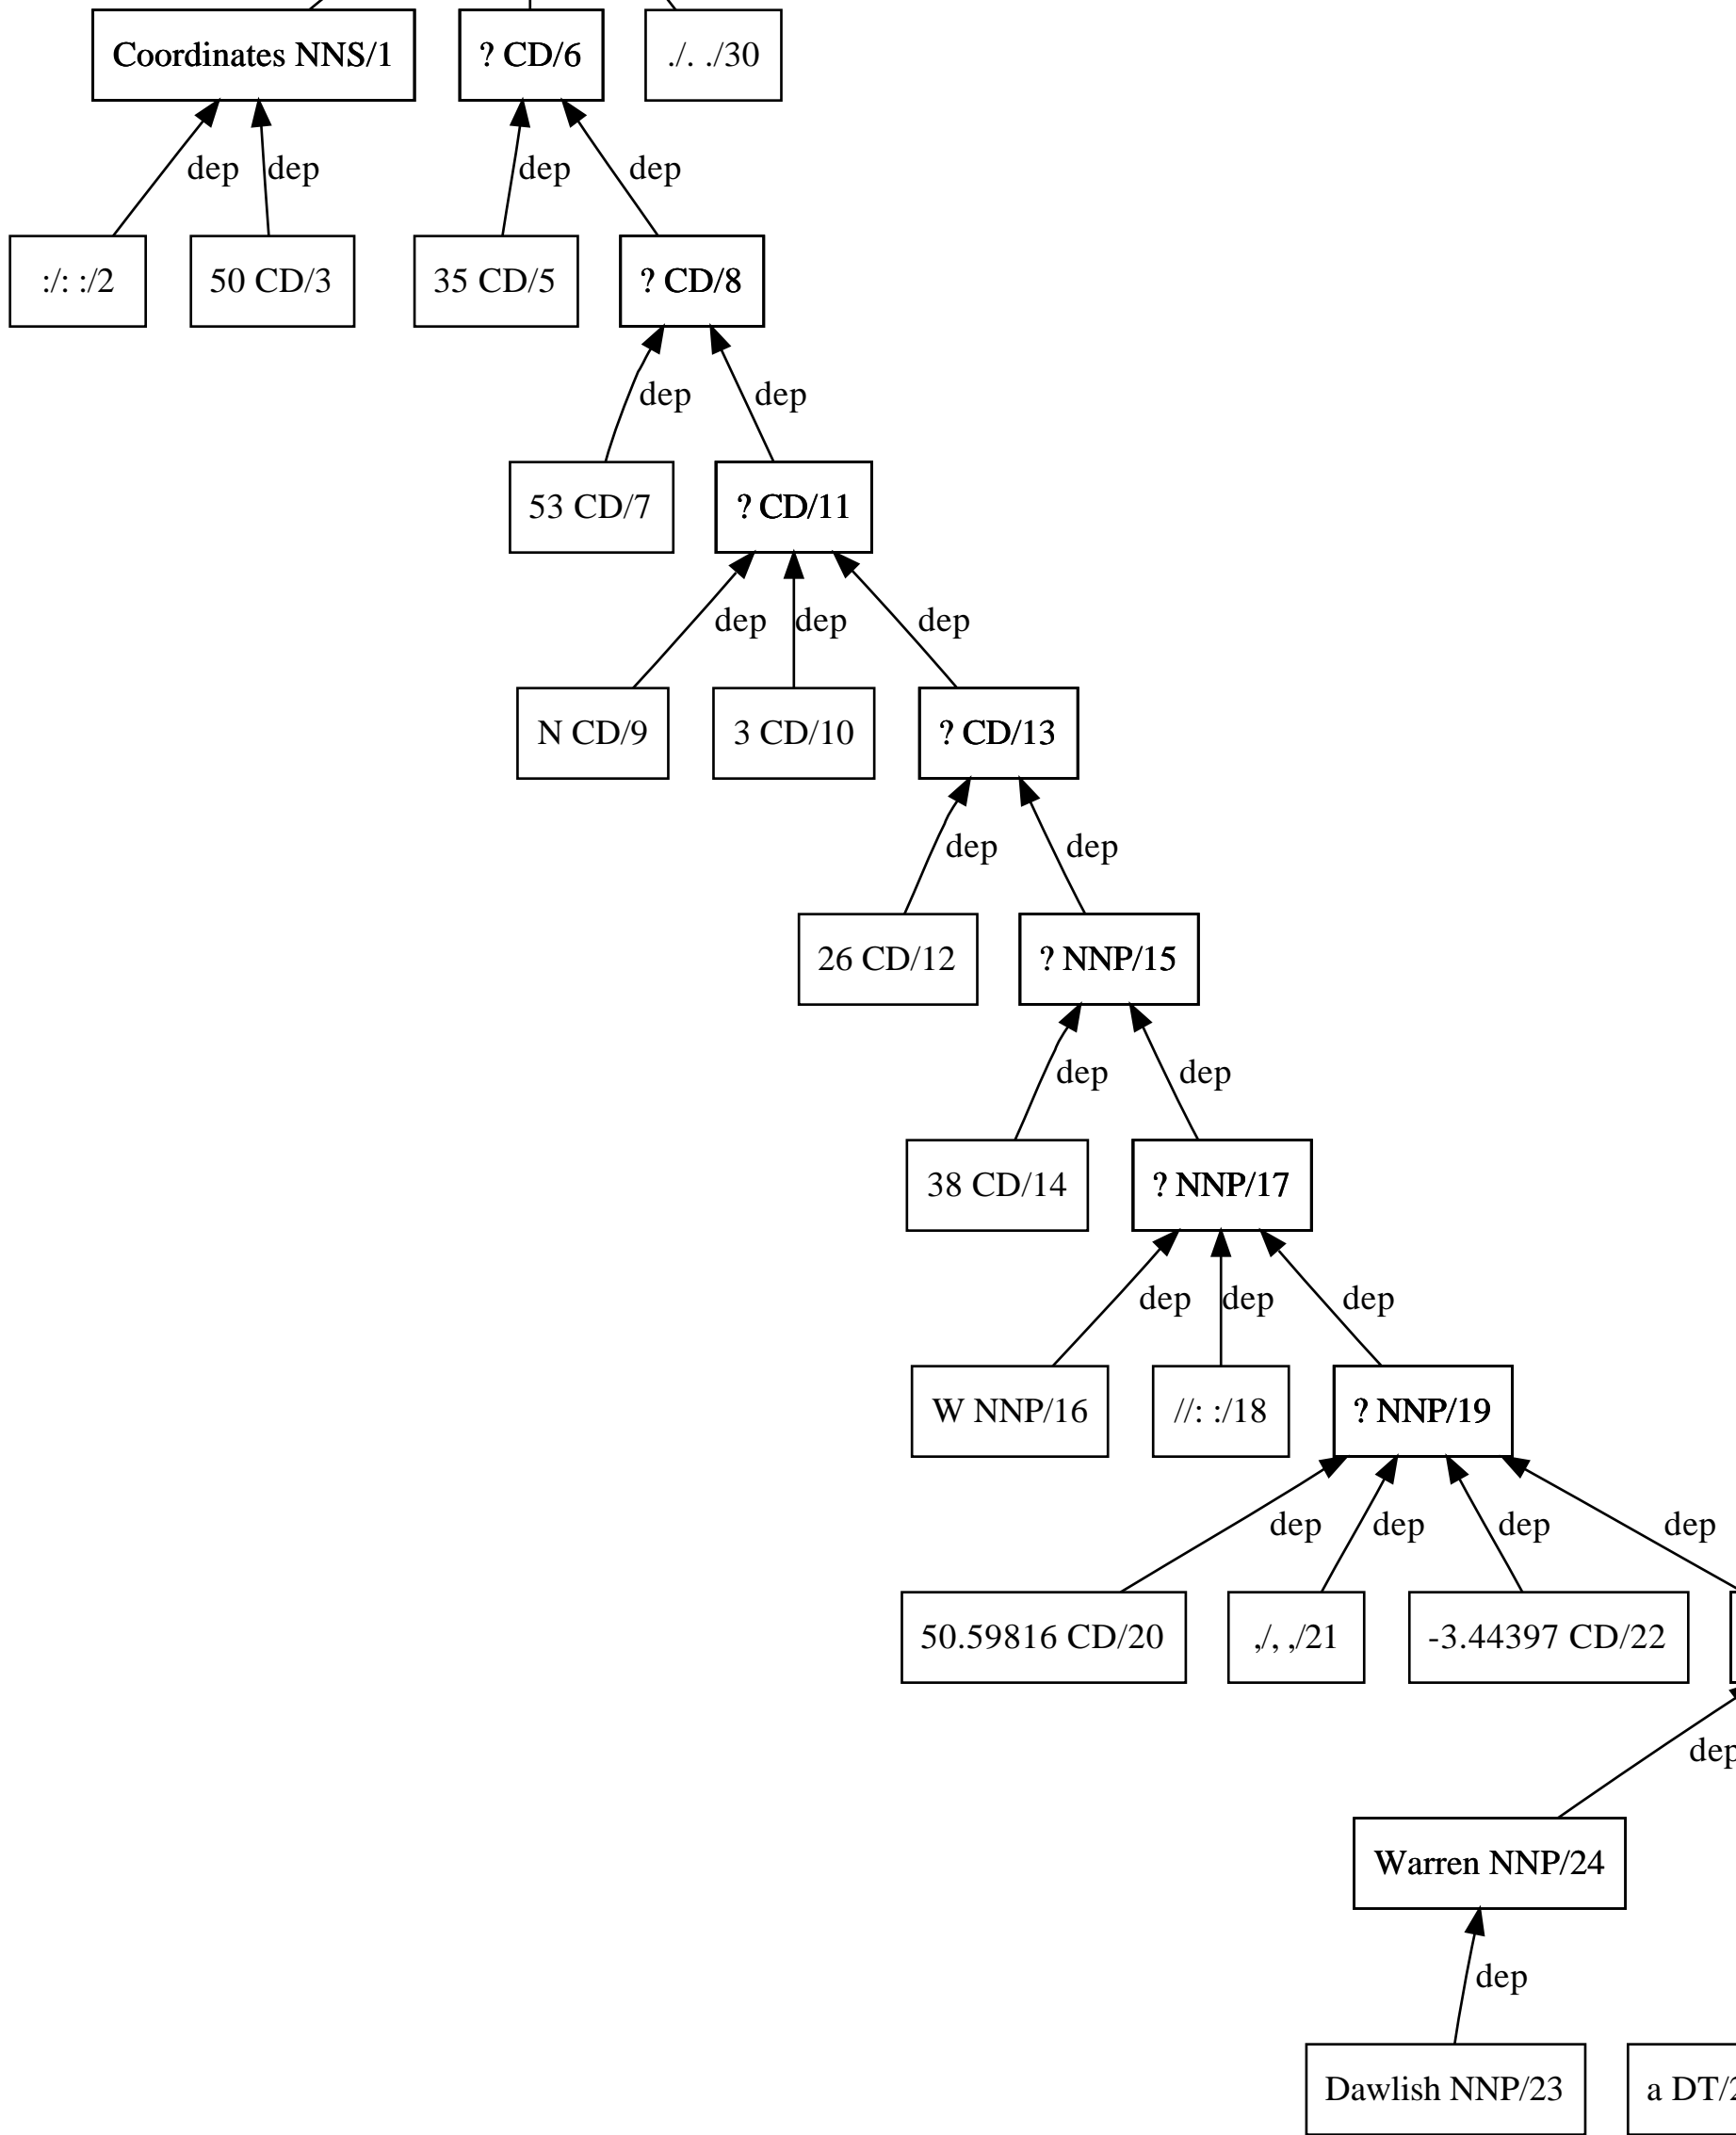 Coordinates NNS/1
? CD/6
./. ./30
dep
dep
dep
dep
:/: :/2
50 CD/3
35 CD/5
? CD/8
dep
dep
53 CD/7
? CD/11
dep
dep
dep
N CD/9
3 CD/10
? CD/13
dep
dep
26 CD/12
? NNP/15
dep
dep
38 CD/14
? NNP/17
dep
dep
dep
W NNP/16
//: :/18
? NNP/19
dep
dep
dep
dep
50.59816 CD/20
,/, ,/21
-3.44397 CD/22
dep
Warren NNP/24
dep
Dawlish NNP/23
a DT/2